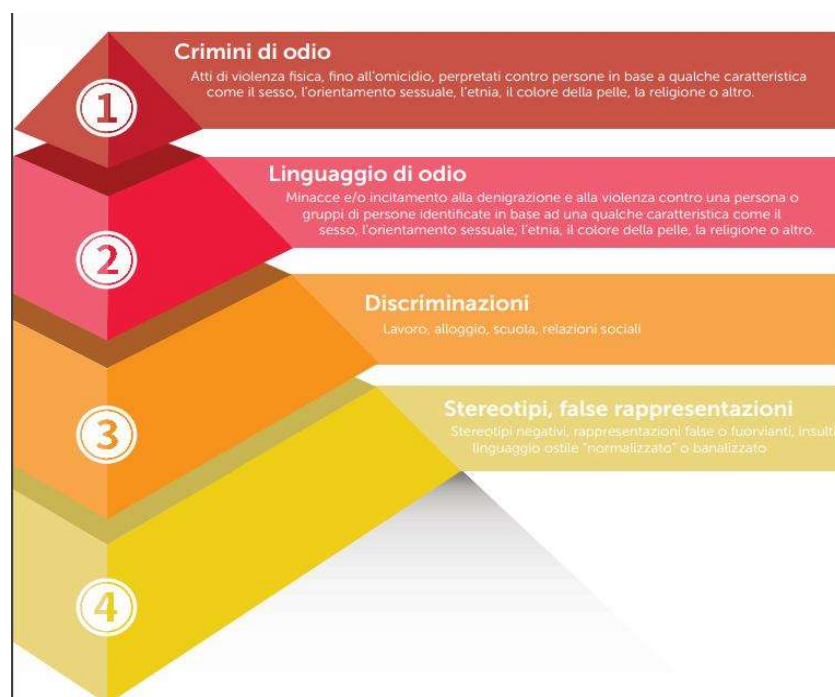 1
Crimini di odio
Atti di violenza fisica, fino all'omicidio, perpretati contro persone in base a qualche caratteristica
come il sesso, l'orientamento sessuale, l'etnia, il colore della pelle, la religione o altro.
2
Linguaggio di odio
Minacce e/o incitamento alla denigrazione e alla violenza contro una persona o
gruppi di persone identificate in base ad una qualche caratteristica come il
sesso, l'orientamento sessuale, l'etnia, il colore della pelle, la religione o altro.
3
Discriminazioni
Lavoro, alloggio, scuola, relazioni sociali
4
Stereotipi, false rappresentazioni
Stereotipi negativi, rappresentazioni false o fuorvianti, insulti
linguaggio ostile "normalizzato" o banalizzato